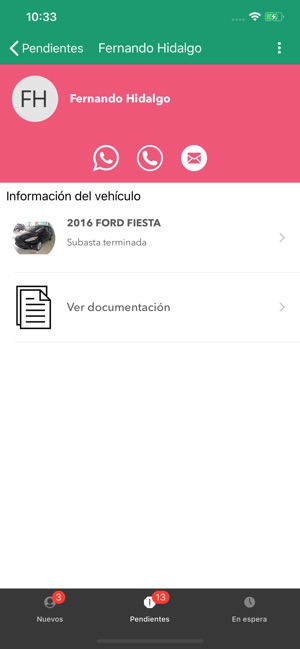 10:33
Pendientes
Fernando Hidalgo
FH
Fernando Hidalgo
Información del vehículo
2016 FORD FIESTA
Subasta terminada
Ver documentación
3
13
Nuevos
Pendientes
En espera